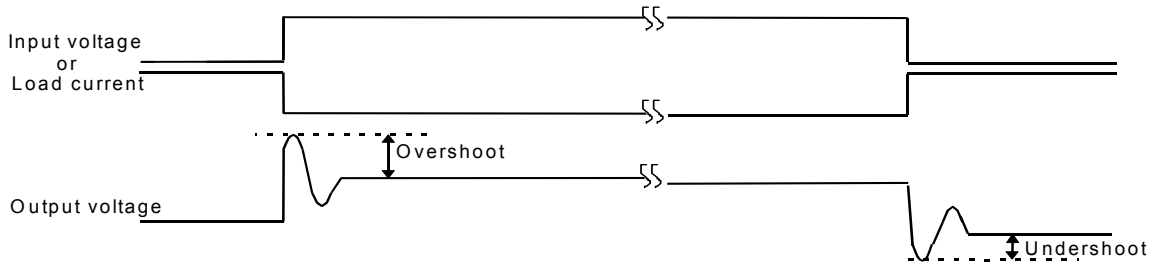 Input voltage
or
Load current
Overshoot
Output voltage
Undershoot